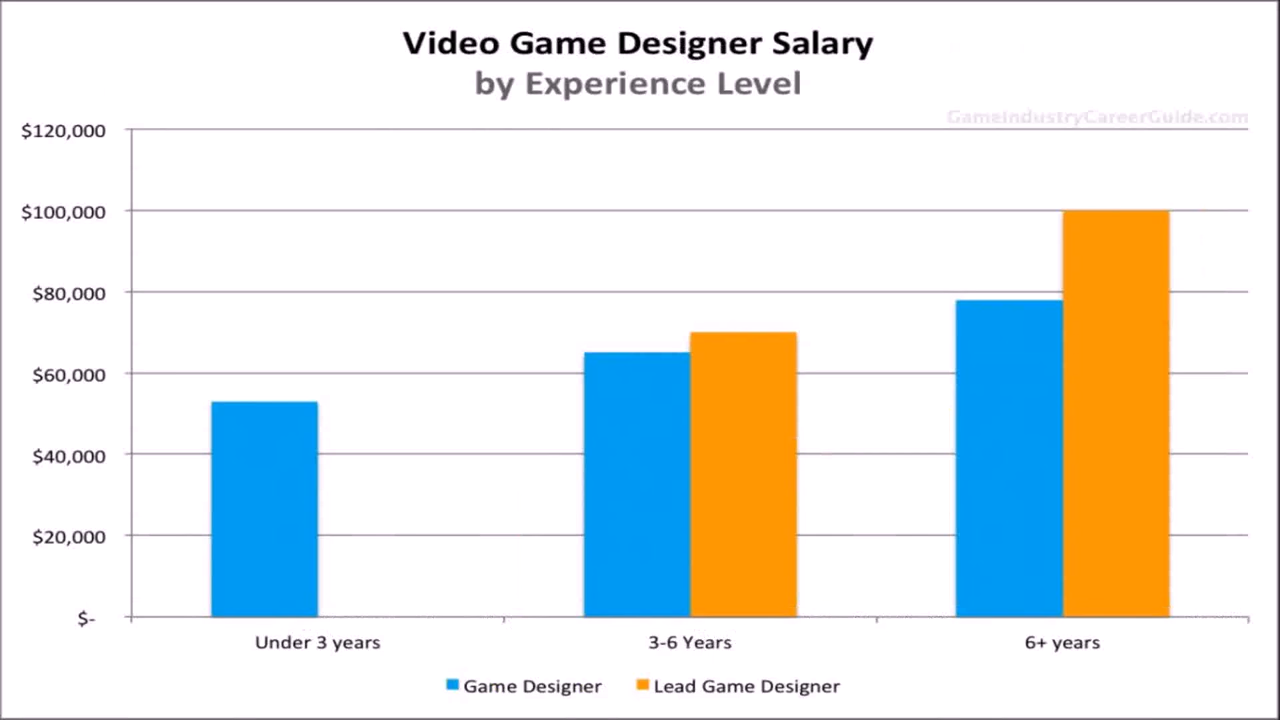 Video Game Designer Salary
by Experience Level
GameIndustryCareerGuide.com
$120,000
$100,000
$80,000
$60,000
$40,000
$20,000
$-
Under 3 years
3-6 Years
6+ years
Game Designer
Lead Game Designer